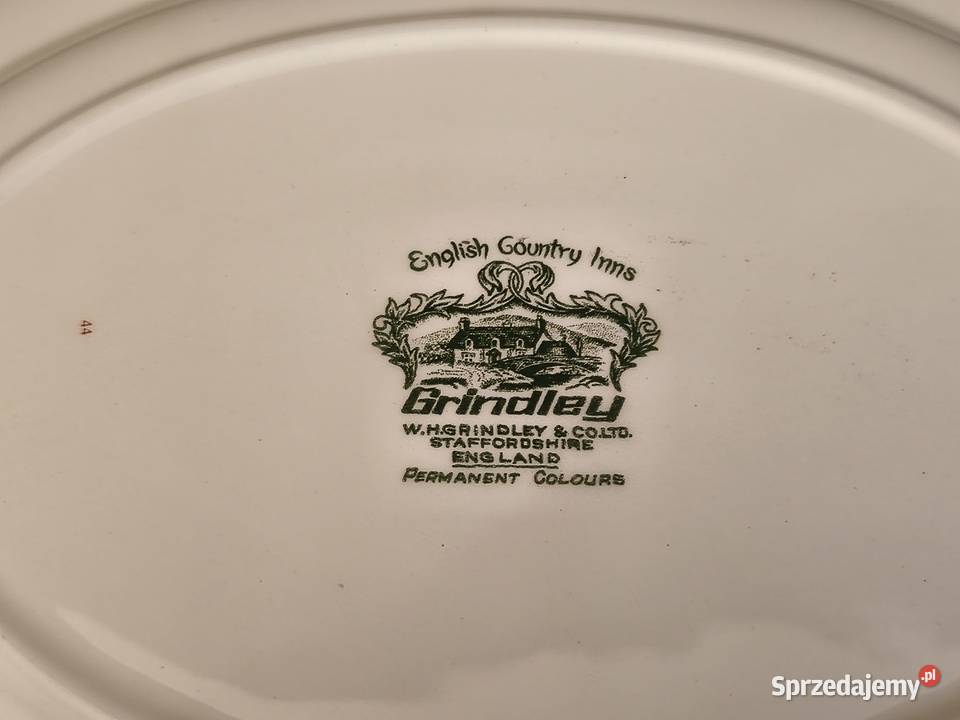 English Country Inns
44
Grindley
W.H.GRINDLEY & CO.LTD.
STAFFORDSHIRE
ENGLAND
PERMANENT COLOURS
Sprzedajemy.pl